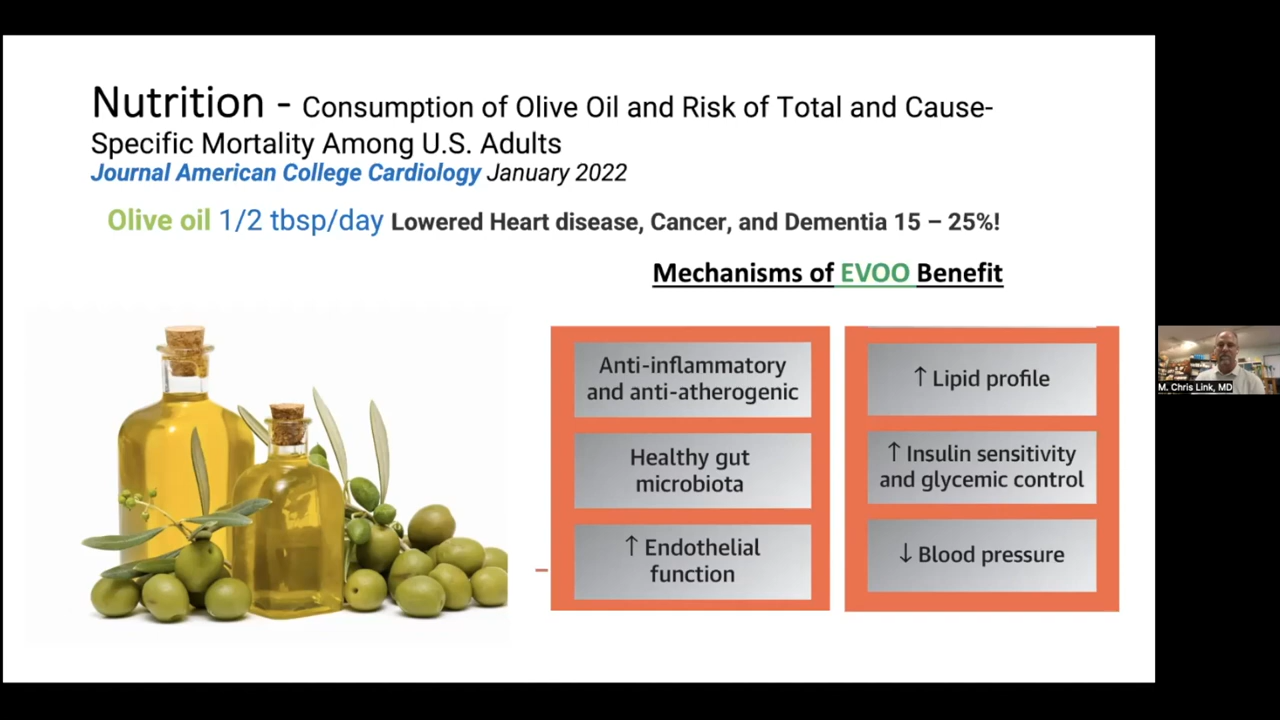 Nutrition - Consumption of Olive Oil and Risk of Total and Cause-
Specific Mortality Among U.S. Adults
Journal American College Cardiology January 2022
Olive oil 1/2 tbsp/day Lowered Heart disease, Cancer, and Dementia 15 – 25%!
Mechanisms of EVOO Benefit
Anti-inflammatory
and anti-atherogenic
Healthy gut
microbiota
↑ Endothelial
function
↑ Lipid profile
↑ Insulin sensitivity
and glycemic control
↓ Blood pressure
M. Chris Link, MD